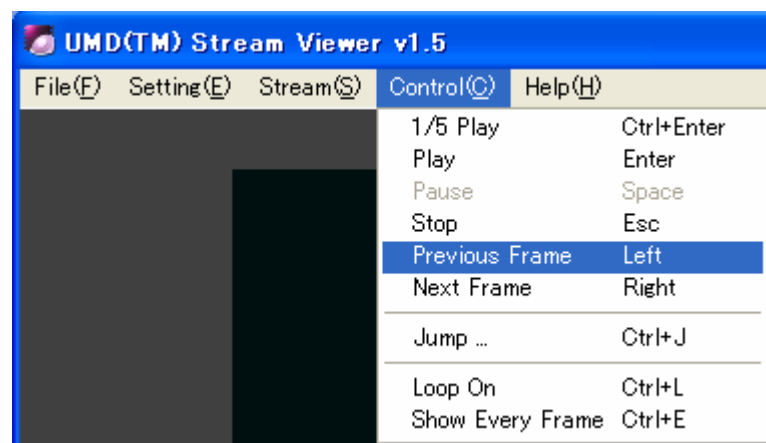 UMD(TM) Stream Viewer v1.5
File(F) Setting(E) Stream(S) Control(C) Help(H)
1/5 Play Ctrl+Enter
Play Enter
Pause Space
Stop Esc
Previous Frame Left
Next Frame Right
Jump ... Ctrl+J
Loop On Ctrl+L
Show Every Frame Ctrl+E